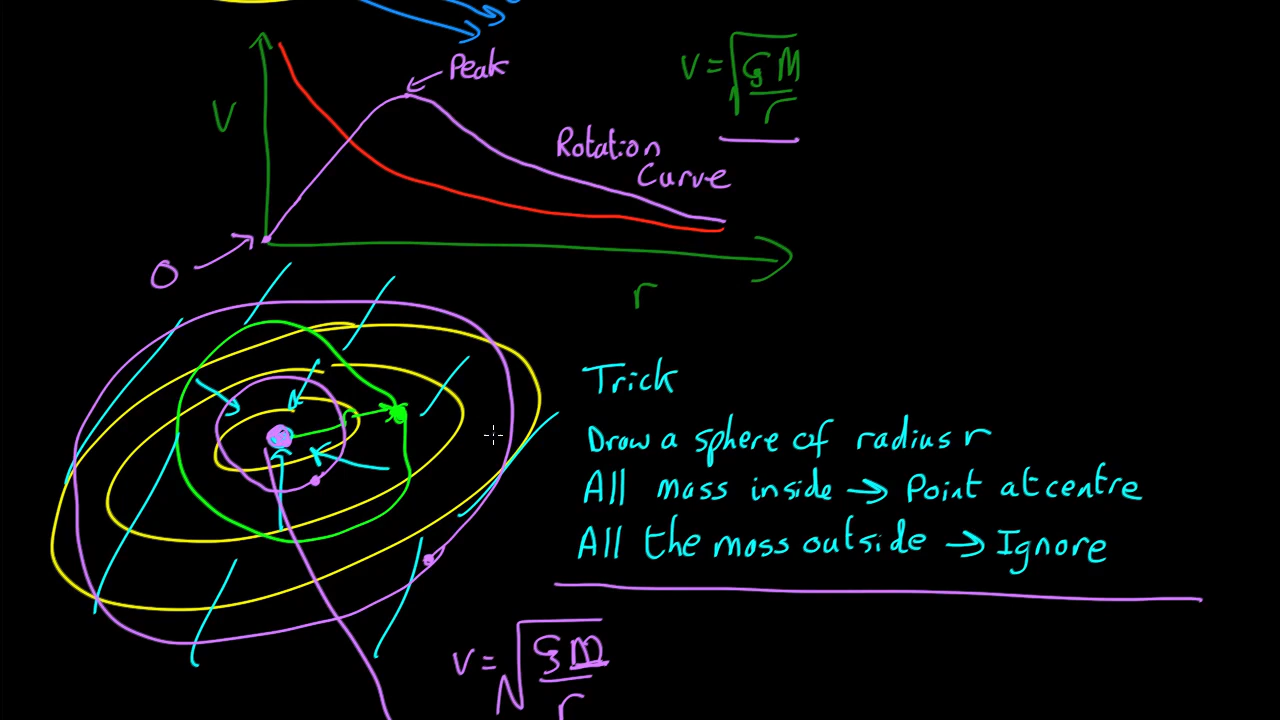 Peak
V = √GM/r
V
Rotation
Curve
O
r
Trick
Draw a sphere of radius r
All mass inside → Point at centre
All the mass outside → Ignore
V = √GM/r